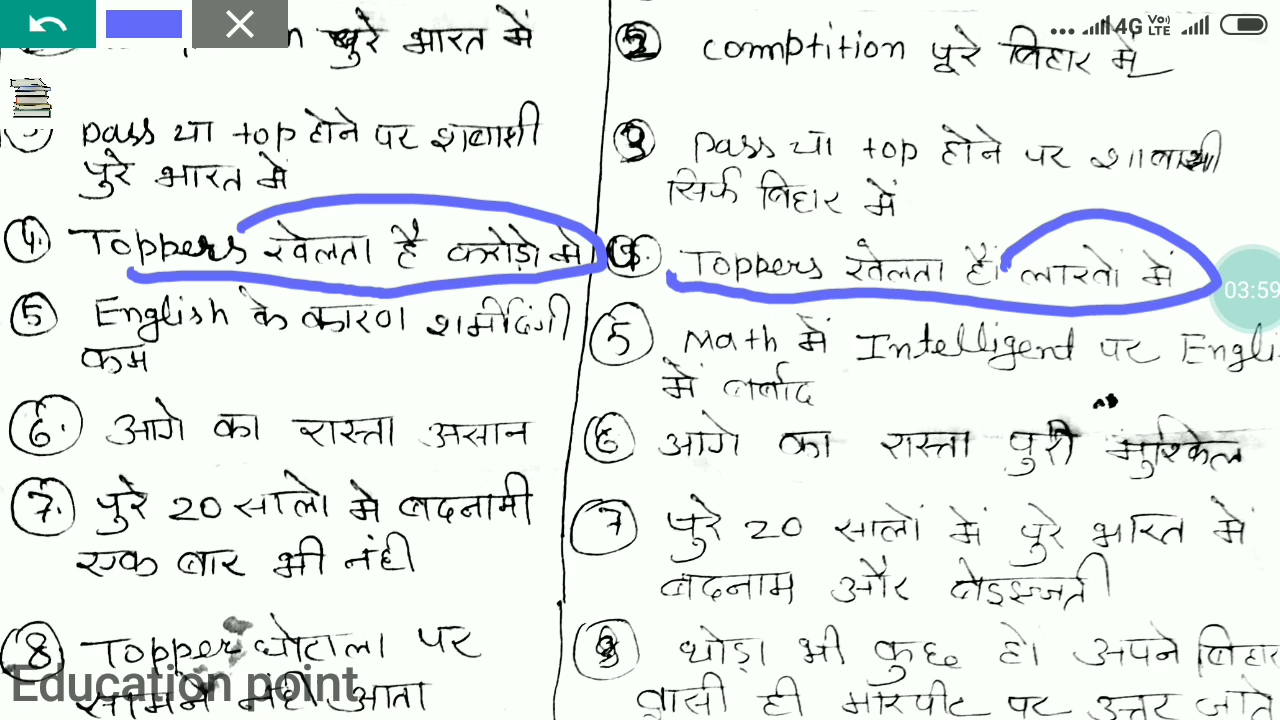 4G VoLTE
पुरे भारत में
pass या top होने पर शाबासी
पुरे भारत में
4. Toppers खेलता है करोड़ो मे
5 English के कारण शर्मीदिंगी
कम
6. आगे का रास्ता असान
7. पुरे 20 सालो मे बदनामी
एक बार भी नंही
8 Topper घोटाला पर
सामने नही आता
2 comptition पूरे बिहार में
3 pass या top होने पर शाबासी
सिर्फ बिहार में
4. Toppers खेलता है लाखों में
5 Math में Intelligent पर Engli
में बर्बाद
6 आगे का रास्ता पुरी मुश्किल
7 पुरे 20 सालों में पुरे भारत में
बदनाम और बेइज्जती
8 थोड़ा भी कुछ हो अपने बिहार
वासी ही मारपीट पर उत्तर जाते
03:59
Education point